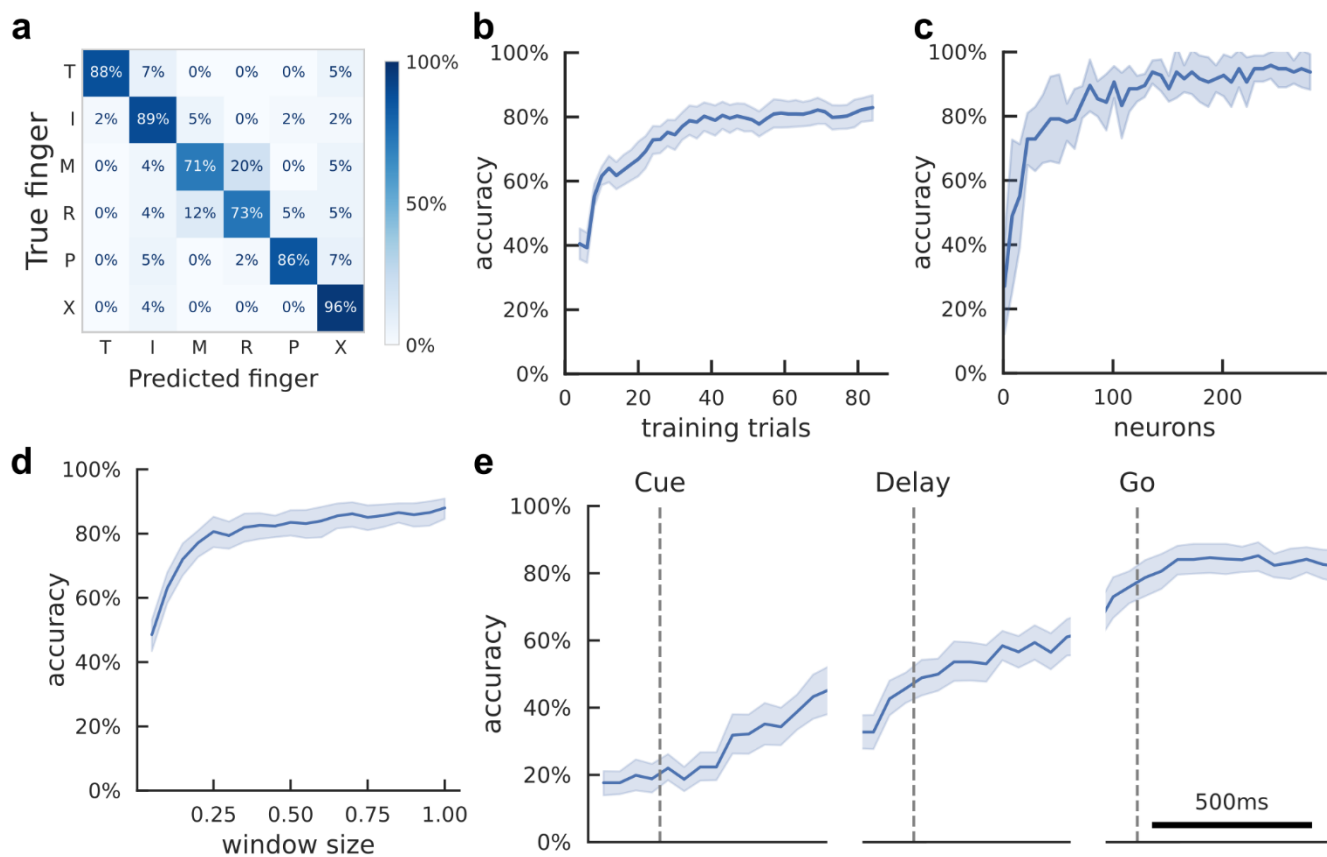 a
T 88% 7% 0% 0% 0% 5%
I 2% 89% 5% 0% 2% 2%
M 0% 4% 71% 20% 0% 5%
R 0% 4% 12% 73% 5% 5%
P 0% 5% 0% 2% 86% 7%
X 0% 4% 0% 0% 0% 96%
T I M R P X
True finger
Predicted finger
100%
50%
0%
b
100%
80%
60%
40%
20%
0%
accuracy
0 20 40 60 80
training trials
c
100%
80%
60%
40%
20%
0%
accuracy
0 100 200
neurons
d
100%
80%
60%
40%
20%
0%
accuracy
0.25 0.50 0.75 1.00
window size
e
Cue Delay Go
100%
80%
60%
40%
20%
0%
accuracy
500ms